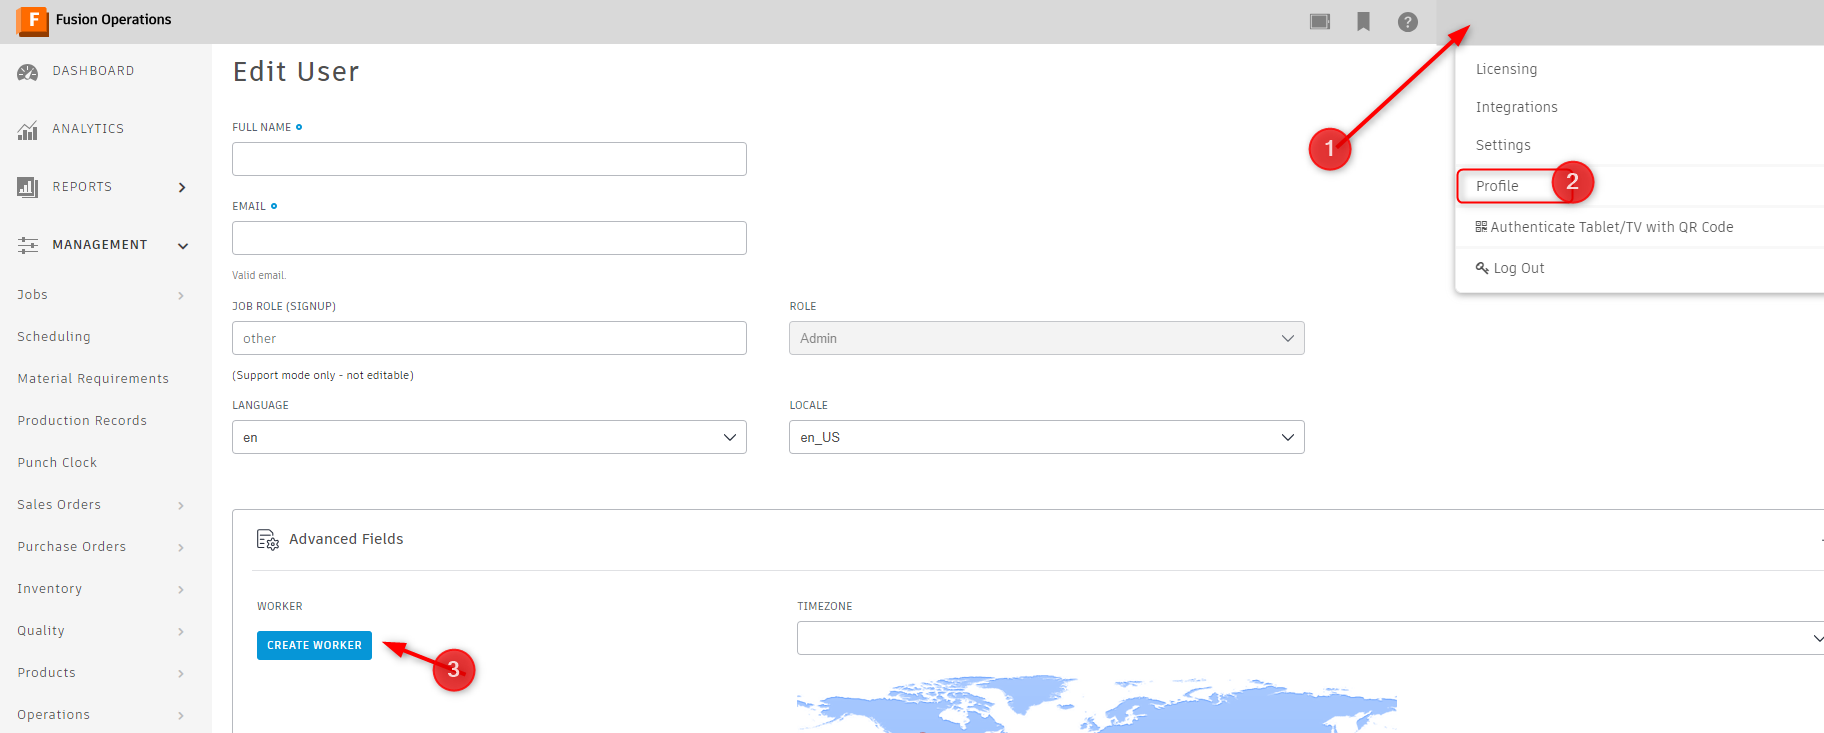 F Fusion Operations
?
DASHBOARD
ANALYTICS
REPORTS
MANAGEMENT
Jobs
Scheduling
Material Requirements
Production Records
Punch Clock
Sales Orders
Purchase Orders
Inventory
Quality
Products
Operations
Edit User
FULL NAME
EMAIL
Valid email.
JOB ROLE (SIGNUP)
other
(Support mode only - not editable)
ROLE
Admin
LANGUAGE
en
LOCALE
en_US
Advanced Fields
WORKER
CREATE WORKER
3
TIMEZONE
1
Licensing
Integrations
Settings
Profile
2
Authenticate Tablet/TV with QR Code
Log Out